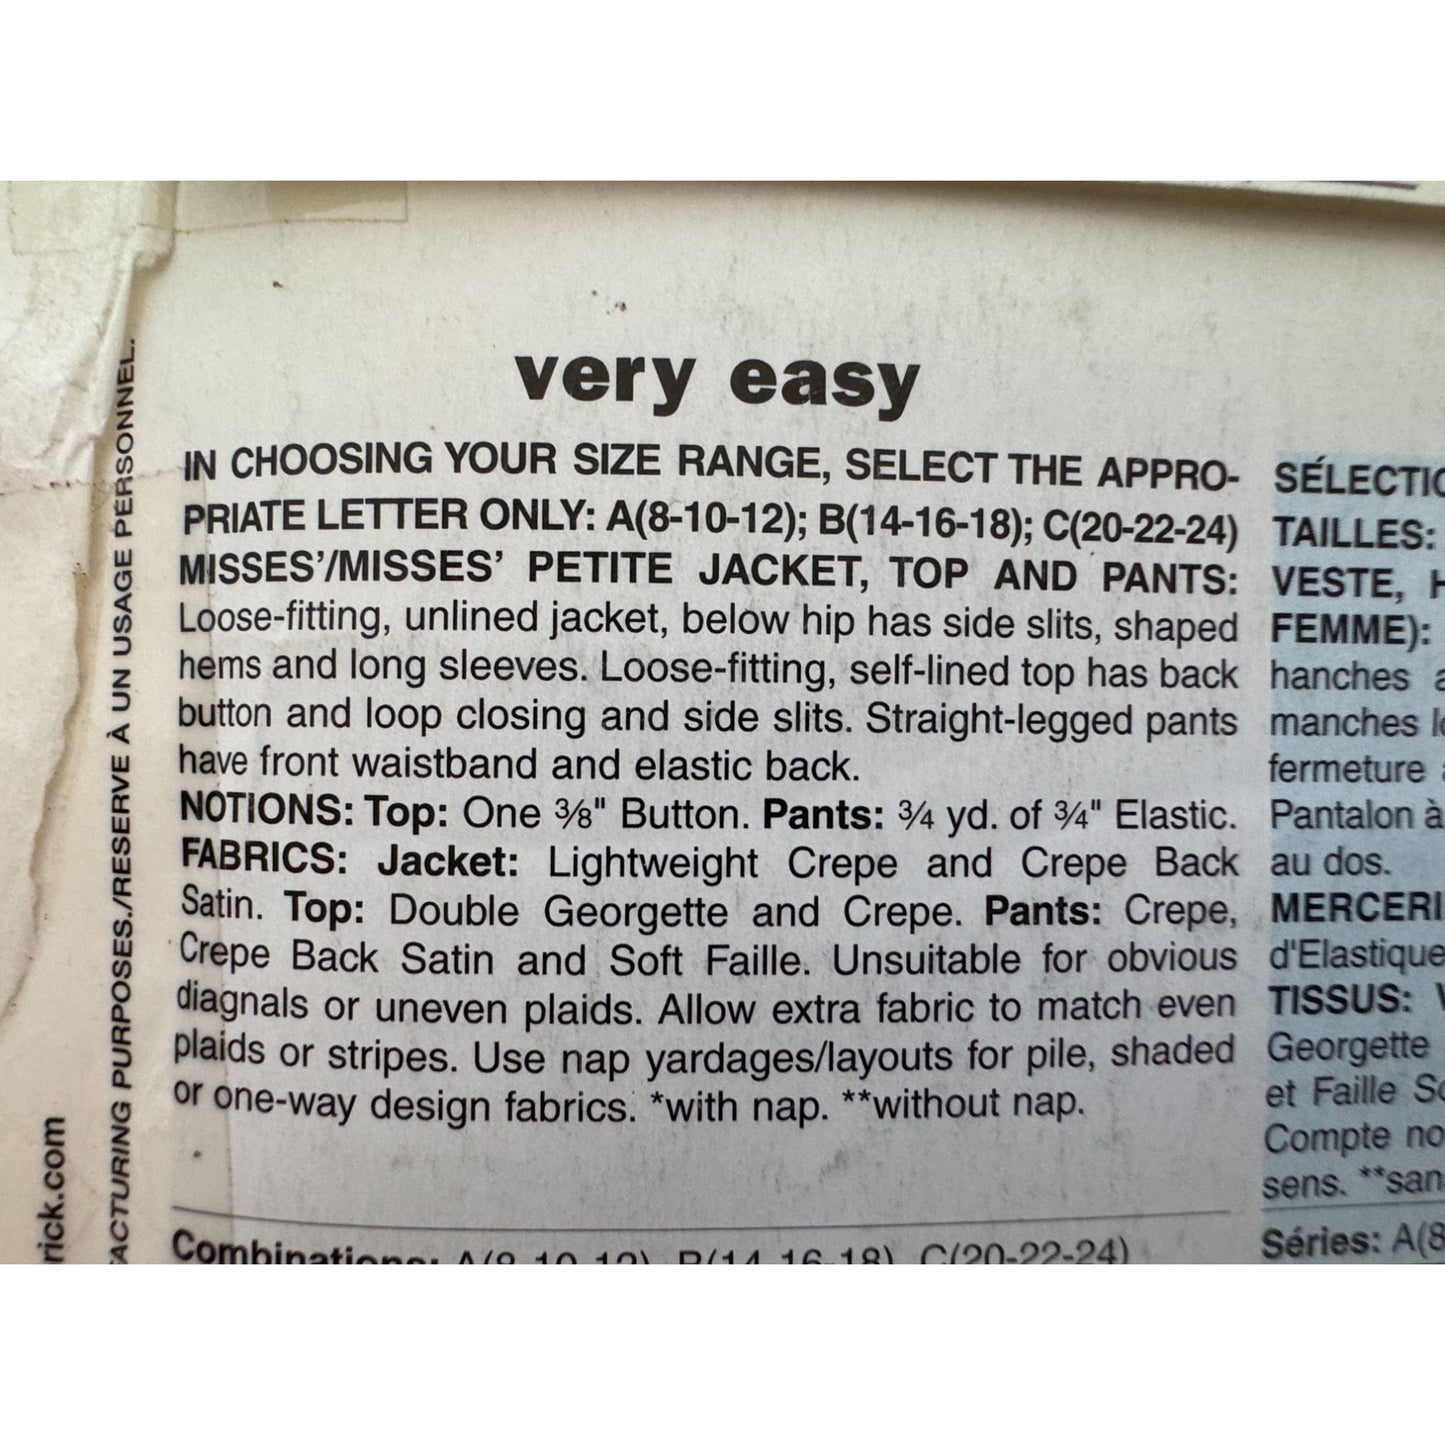 very easy
IN CHOOSING YOUR SIZE RANGE, SELECT THE APPRO-
PRIATE LETTER ONLY: A(8-10-12); B(14-16-18); C(20-22-24)
MISSES'/MISSES' PETITE JACKET, TOP AND PANTS:
Loose-fitting, unlined jacket, below hip has side slits, shaped
hems and long sleeves. Loose-fitting, self-lined top has back
button and loop closing and side slits. Straight-legged pants
have front waistband and elastic back.
NOTIONS: Top: One ⅜" Button. Pants: ¾ yd. of ¾" Elastic.
FABRICS: Jacket: Lightweight Crepe and Crepe Back
Satin. Top: Double Georgette and Crepe. Pants: Crepe,
Crepe Back Satin and Soft Faille. Unsuitable for obvious
diagnals or uneven plaids. Allow extra fabric to match even
plaids or stripes. Use nap yardages/layouts for pile, shaded
or one-way design fabrics. *with nap. **without nap.
Combinations: A(8-10-12), B(14-16-18), C(20-22-24)
SÉLECTIO
TAILLES:
VESTE, H
FEMME):
hanches a
manches lo
fermeture a
Pantalon à
au dos.
MERCERI
d'Elastique
TISSUS: V
Georgette
et Faille So
Compte no
sens. **san
Séries: A(8
ACTURING PURPOSES./RESERVE À UN USAGE PERSONNEL.
rick.com